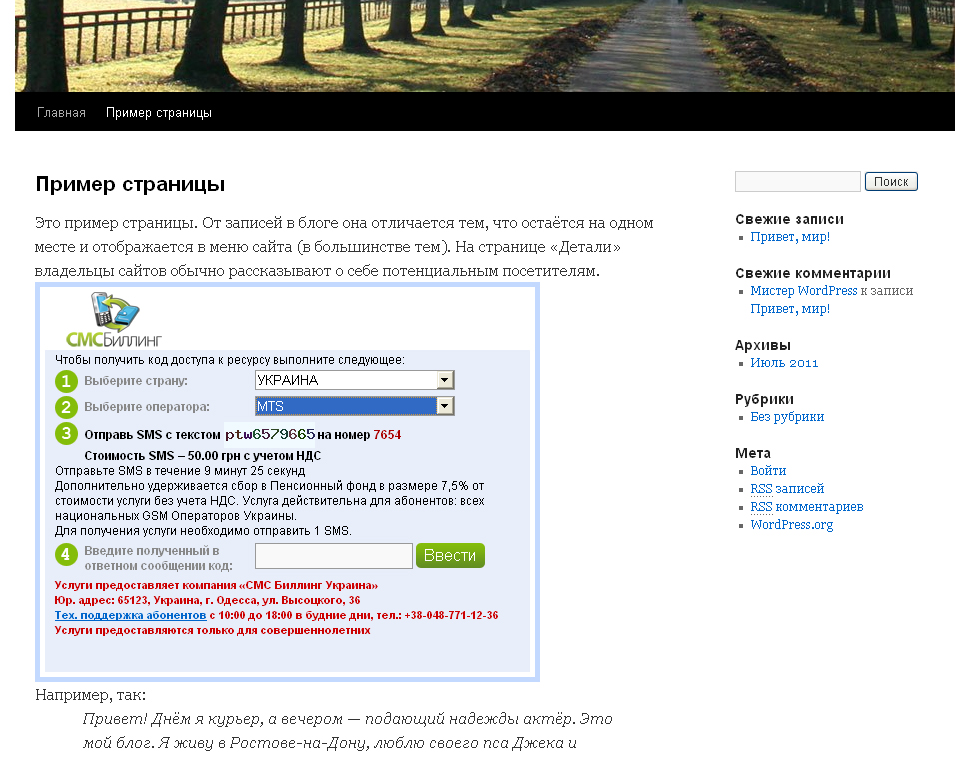 Главная Пример страницы
Пример страницы
Это пример страницы. От записей в блоге она отличается тем, что остаётся на одном
месте и отображается в меню сайта (в большинстве тем). На странице «Детали»
владельцы сайтов обычно рассказывают о себе потенциальным посетителям.
СМСБиллинг
Чтобы получить код доступа к ресурсу выполните следующее:
1 Выберите страну: УКРАИНА
2 Выберите оператора: MTS
3 Отправь SMS с текстом ptw6579665 на номер 7654
Стоимость SMS – 50.00 грн с учетом НДС
Отправьте SMS в течение 9 минут 25 секунд
Дополнительно удерживается сбор в Пенсионный фонд в размере 7,5% от
стоимости услуги без учета НДС. Услуга действительна для абонентов: всех
национальных GSM Операторов Украины.
Для получения услуги необходимо отправить 1 SMS.
4 Введите полученный в
ответном сообщении код: Ввести
Услуги предоставляет компания «СМС Биллинг Украина»
Юр. адрес: 65123, Украина, г. Одесса, ул. Высоцкого, 36
Тех. поддержка абонентов с 10:00 до 18:00 в будние дни, тел.: +38-048-771-12-36
Услуги предоставляются только для совершеннолетних
Например, так:
Привет! Днём я курьер, а вечером — подающий надежды актёр. Это
мой блог. Я живу в Ростове-на-Дону, люблю своего пса Джека и
Поиск
Свежие записи
Привет, мир!
Свежие комментарии
Мистер WordPress к записи
Привет, мир!
Архивы
Июль 2011
Рубрики
Без рубрики
Мета
Войти
RSS записей
RSS комментариев
WordPress.org